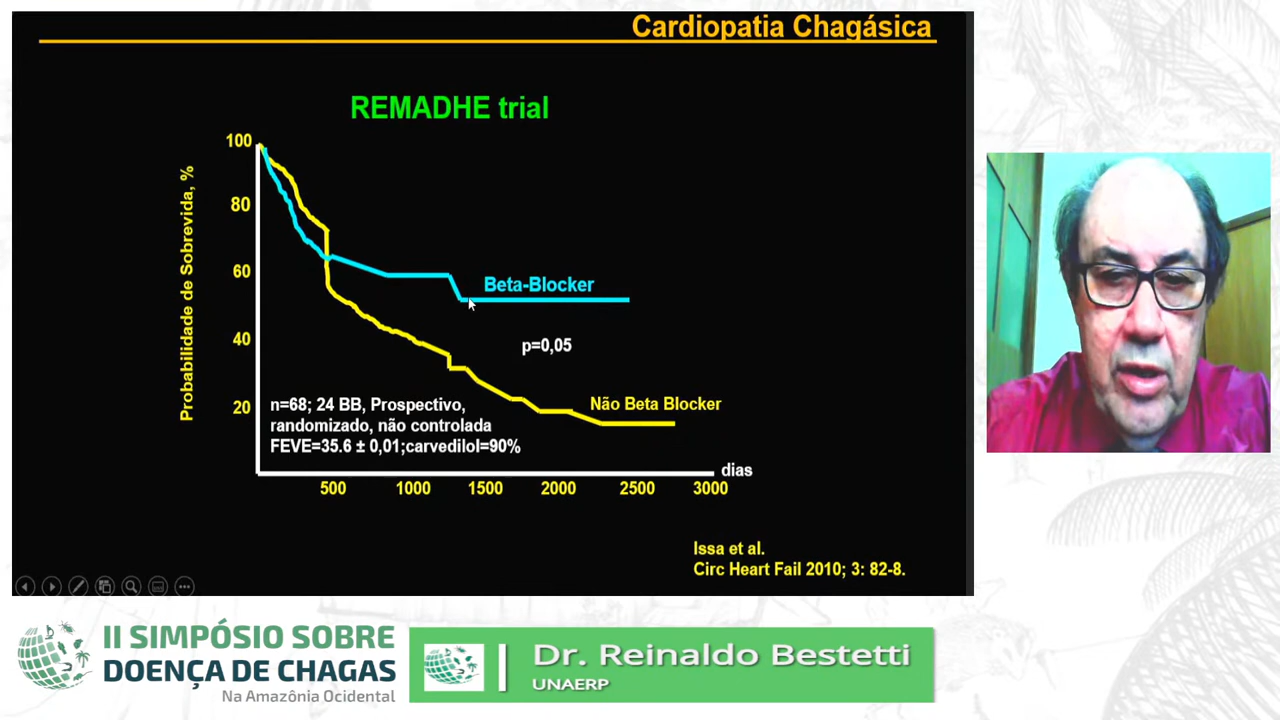 Cardiopatia Chagásica
REMADHE trial
Probabilidade de Sobrevida, %
100
80
60
40
20
Beta-Blocker
p=0,05
Não Beta Blocker
n=68; 24 BB, Prospectivo,
randomizado, não controlada
FEVE=35.6 ± 0,01;carvedilol=90%
dias
500 1000 1500 2000 2500 3000
Issa et al.
Circ Heart Fail 2010; 3: 82-8.
II SIMPÓSIO SOBRE
DOENÇA DE CHAGAS
Na Amazônia Ocidental
Dr. Reinaldo Bestetti
UNAERP